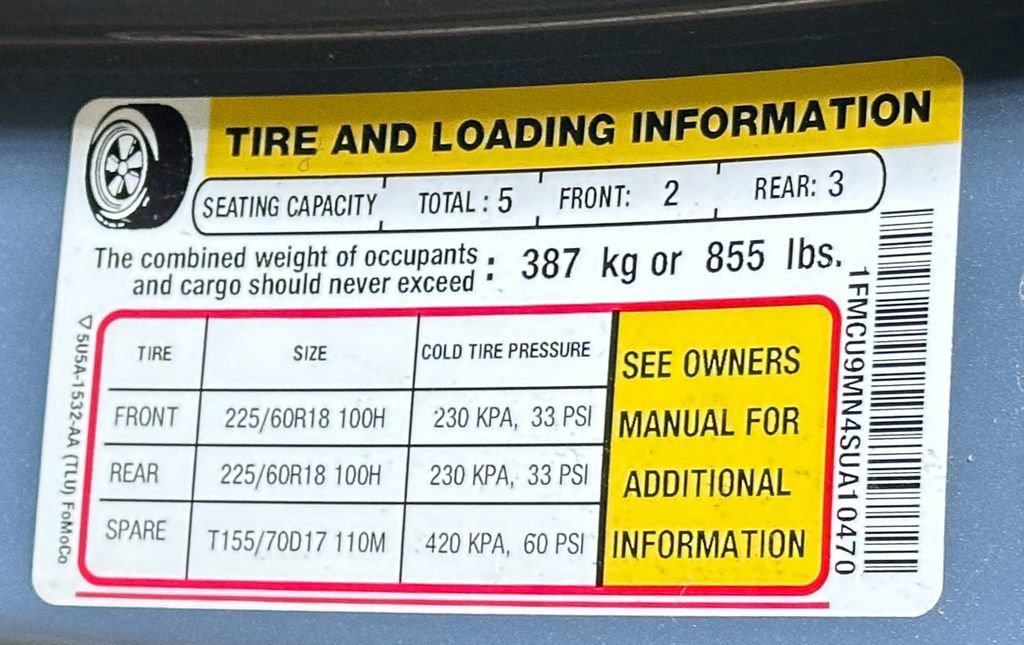 TIRE AND LOADING INFORMATION
SEATING CAPACITY TOTAL : 5 FRONT: 2 REAR: 3
The combined weight of occupants
and cargo should never exceed : 387 kg or 855 lbs.
TIRE SIZE COLD TIRE PRESSURE
FRONT 225/60R18 100H 230 KPA, 33 PSI
REAR 225/60R18 100H 230 KPA, 33 PSI
SPARE T155/70D17 110M 420 KPA, 60 PSI
SEE OWNERS
MANUAL FOR
ADDITIONAL
INFORMATION
1FMCU9MN4SUA10470
▽5U5A-1532-AA (TLU) FoMoCo